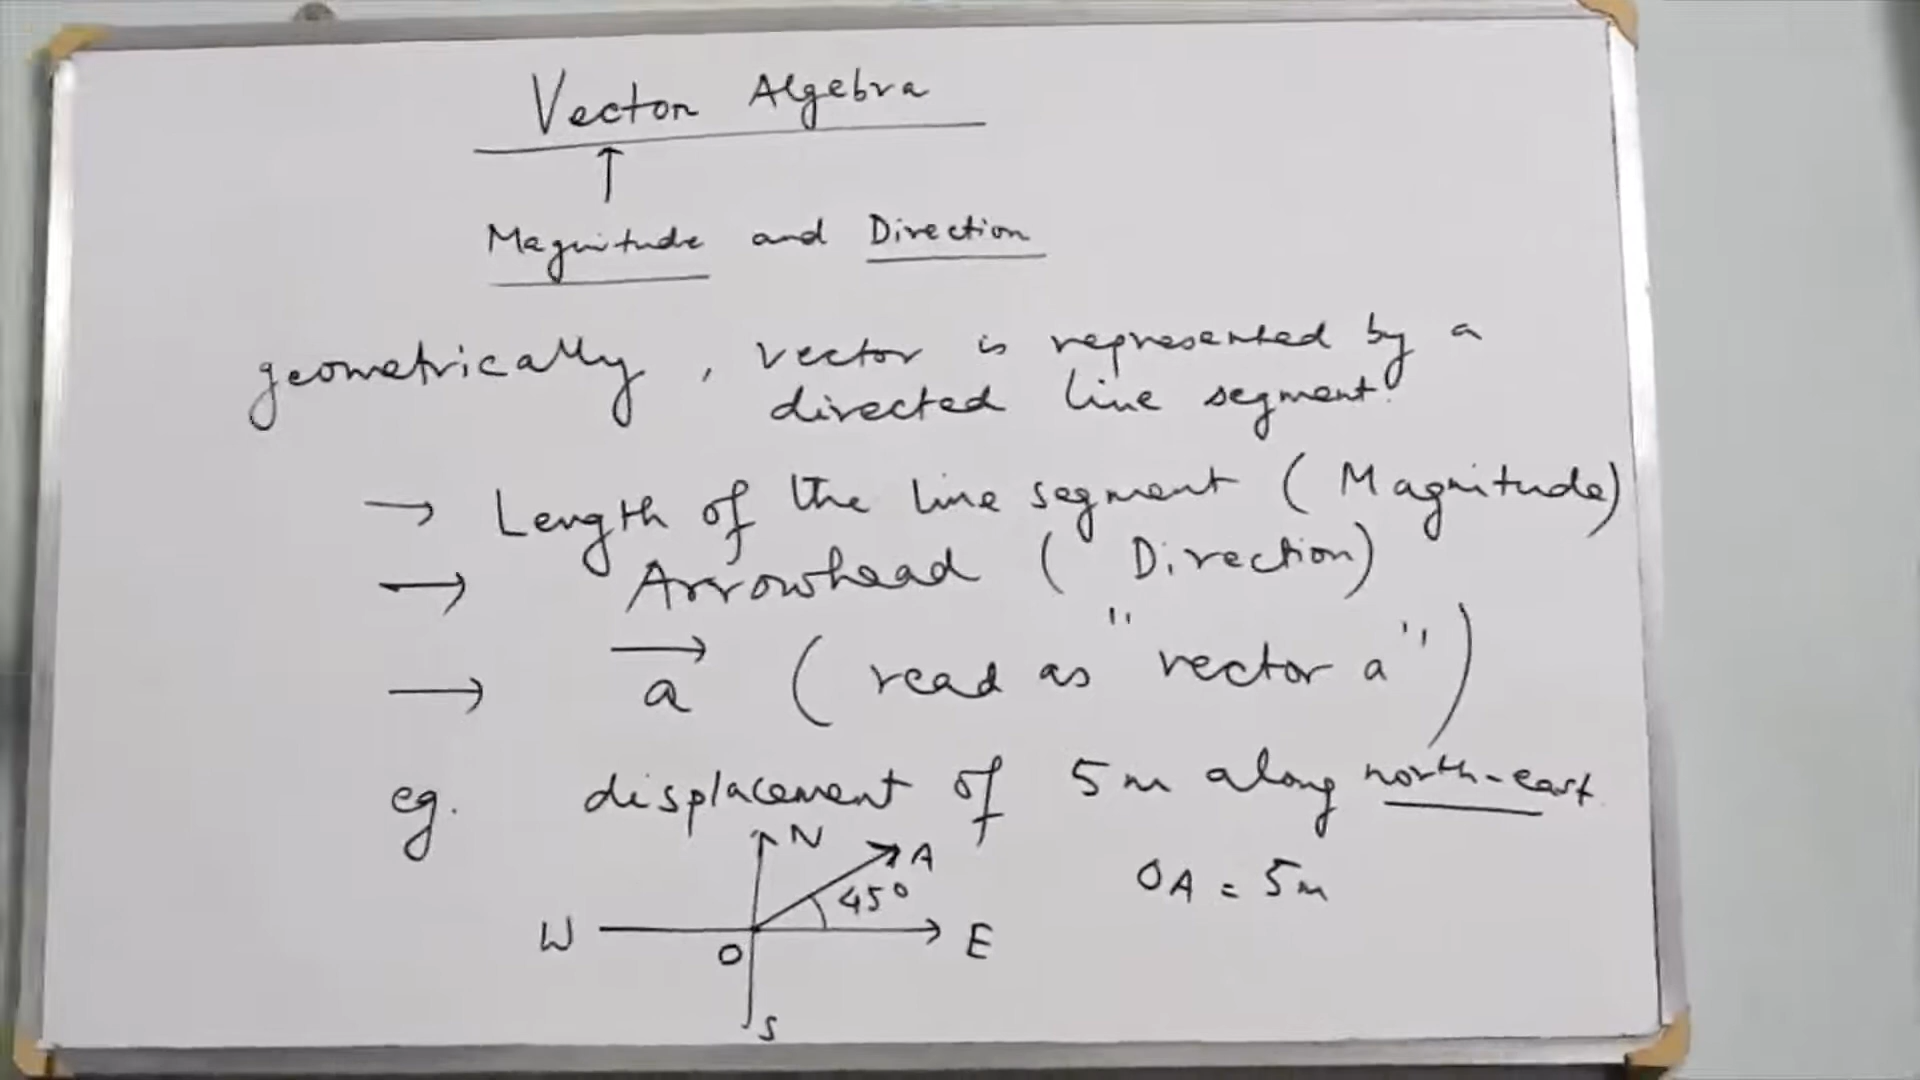 Vector Algebra
↑
Magnitude and Direction
geometrically, vector is represented by a
directed line segment.
→ Length of the line segment (Magnitude)
→ Arrowhead (Direction)
→ a⃗ (read as "vector a")
eg. displacement of 5m along north-east.
N
A
45°
OA = 5m
W
O
E
S